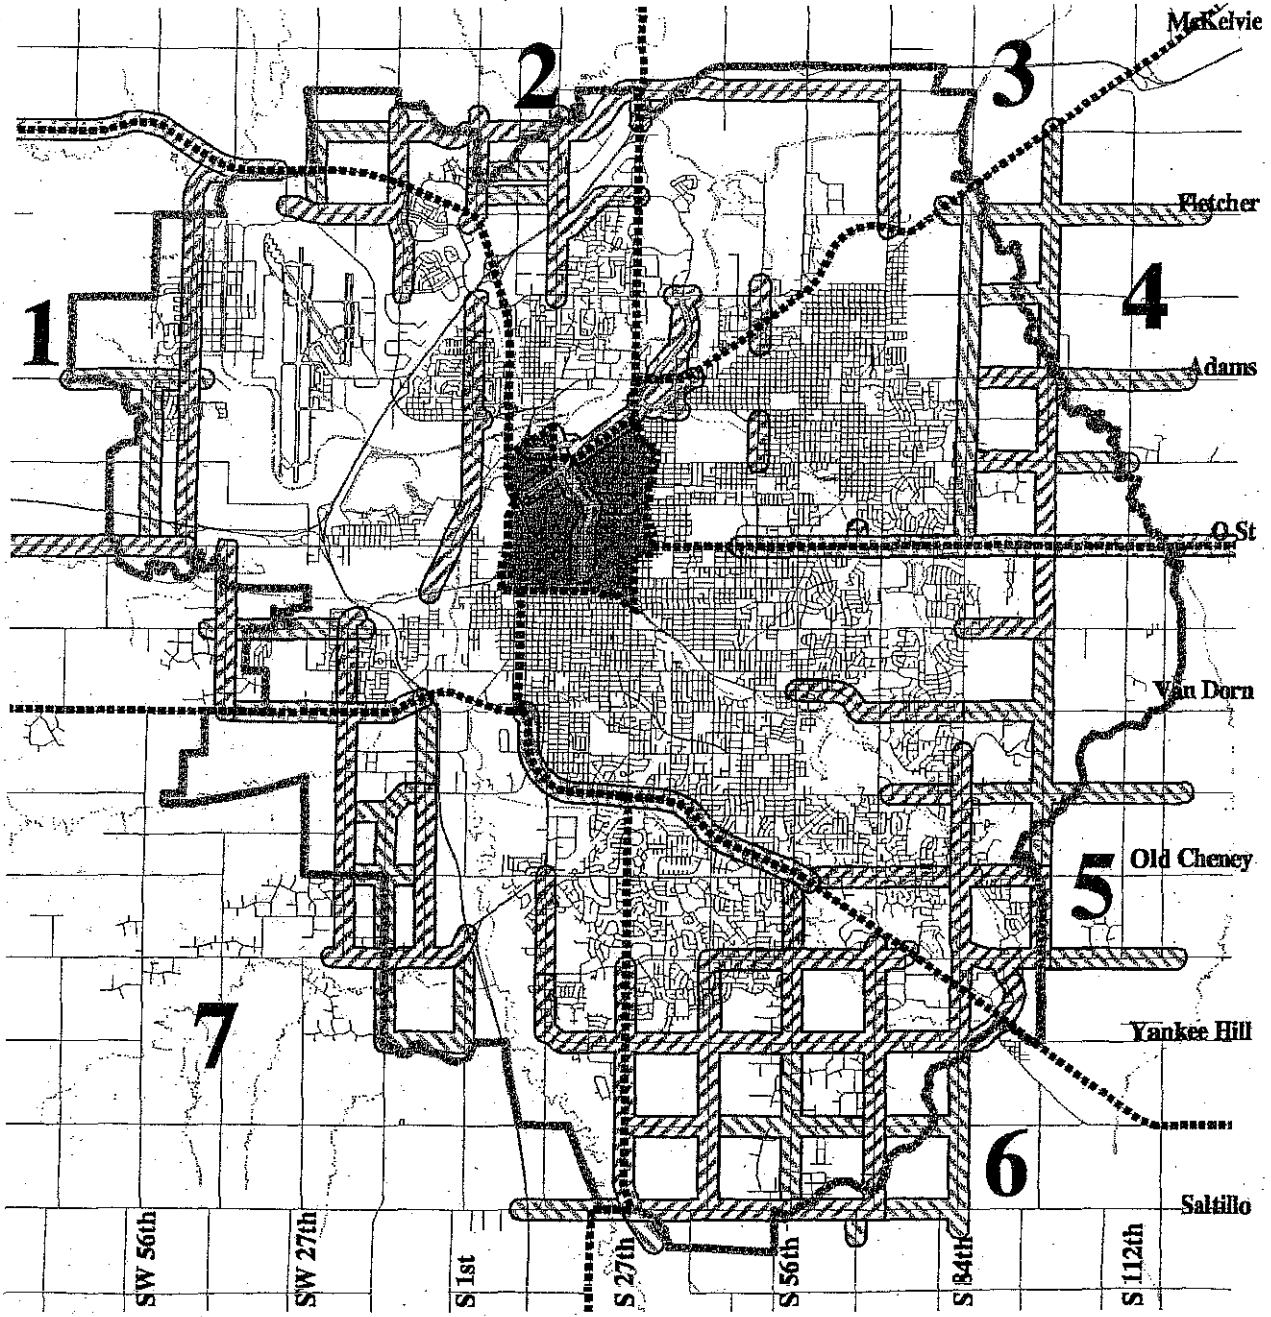 McKelvie
2
3
Fletcher
4
1
Adams
O St
Van Dorn
Old Cheney
5
7
Yankee Hill
6
Saltillo
SW 56th
SW 27th
S 1st
S 27th
S 56th
S 84th
S 112th